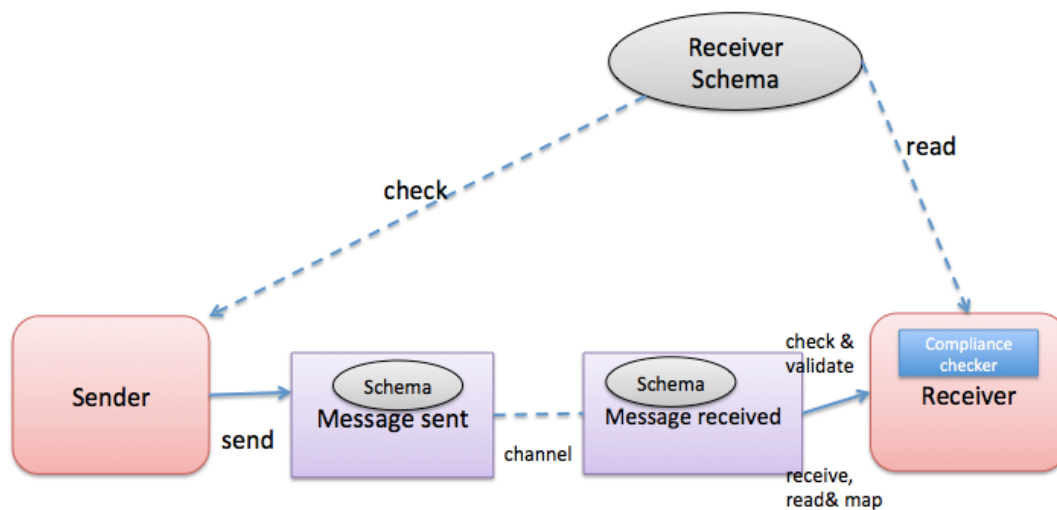 Receiver
Schema
read
check
Sender
send
Schema
Message sent
channel
Schema
Message received
check &
validate
receive,
read& map
Compliance
checker
Receiver